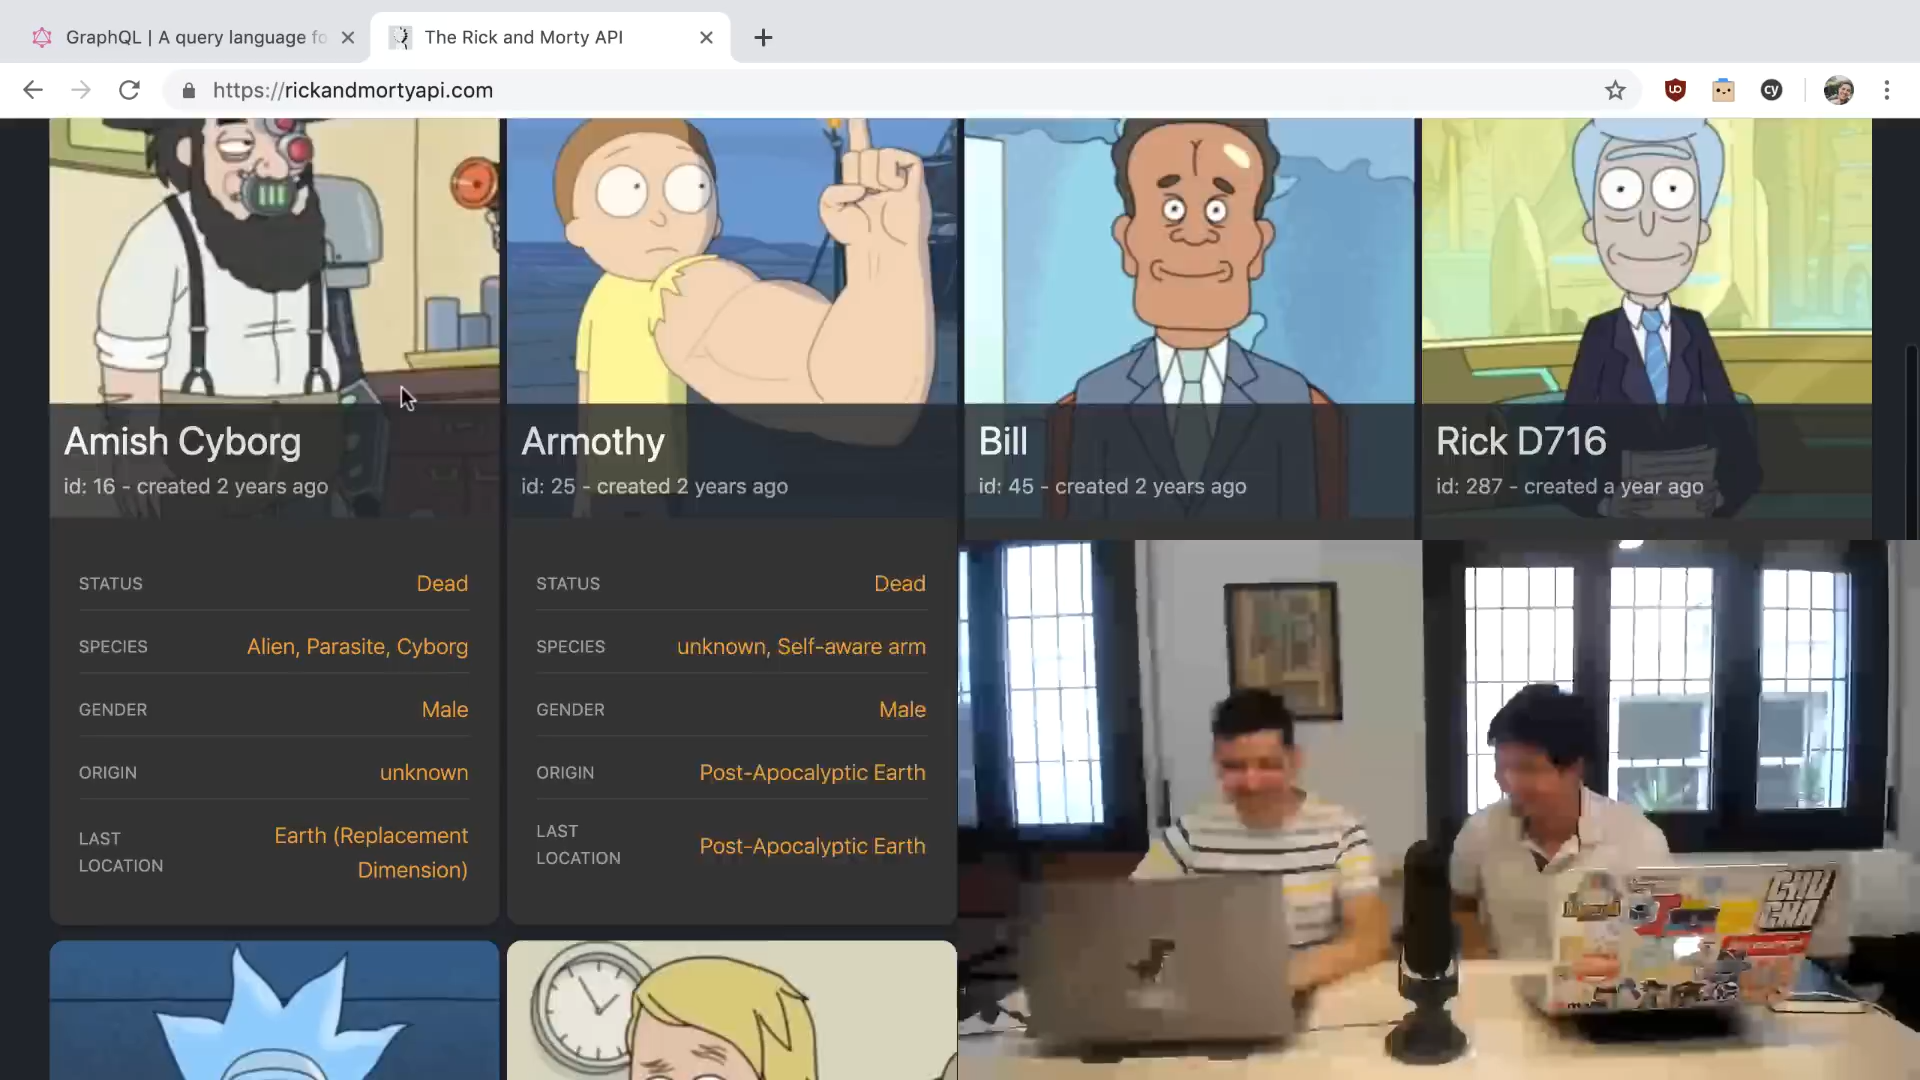 GraphQL | A query language fo
The Rick and Morty API
https://rickandmortyapi.com
Amish Cyborg
id: 16 - created 2 years ago
STATUS Dead
SPECIES Alien, Parasite, Cyborg
GENDER Male
ORIGIN unknown
LAST LOCATION Earth (Replacement Dimension)
Armothy
id: 25 - created 2 years ago
STATUS Dead
SPECIES unknown, Self-aware arm
GENDER Male
ORIGIN Post-Apocalyptic Earth
LAST LOCATION Post-Apocalyptic Earth
Bill
id: 45 - created 2 years ago
Rick D716
id: 287 - created a year ago